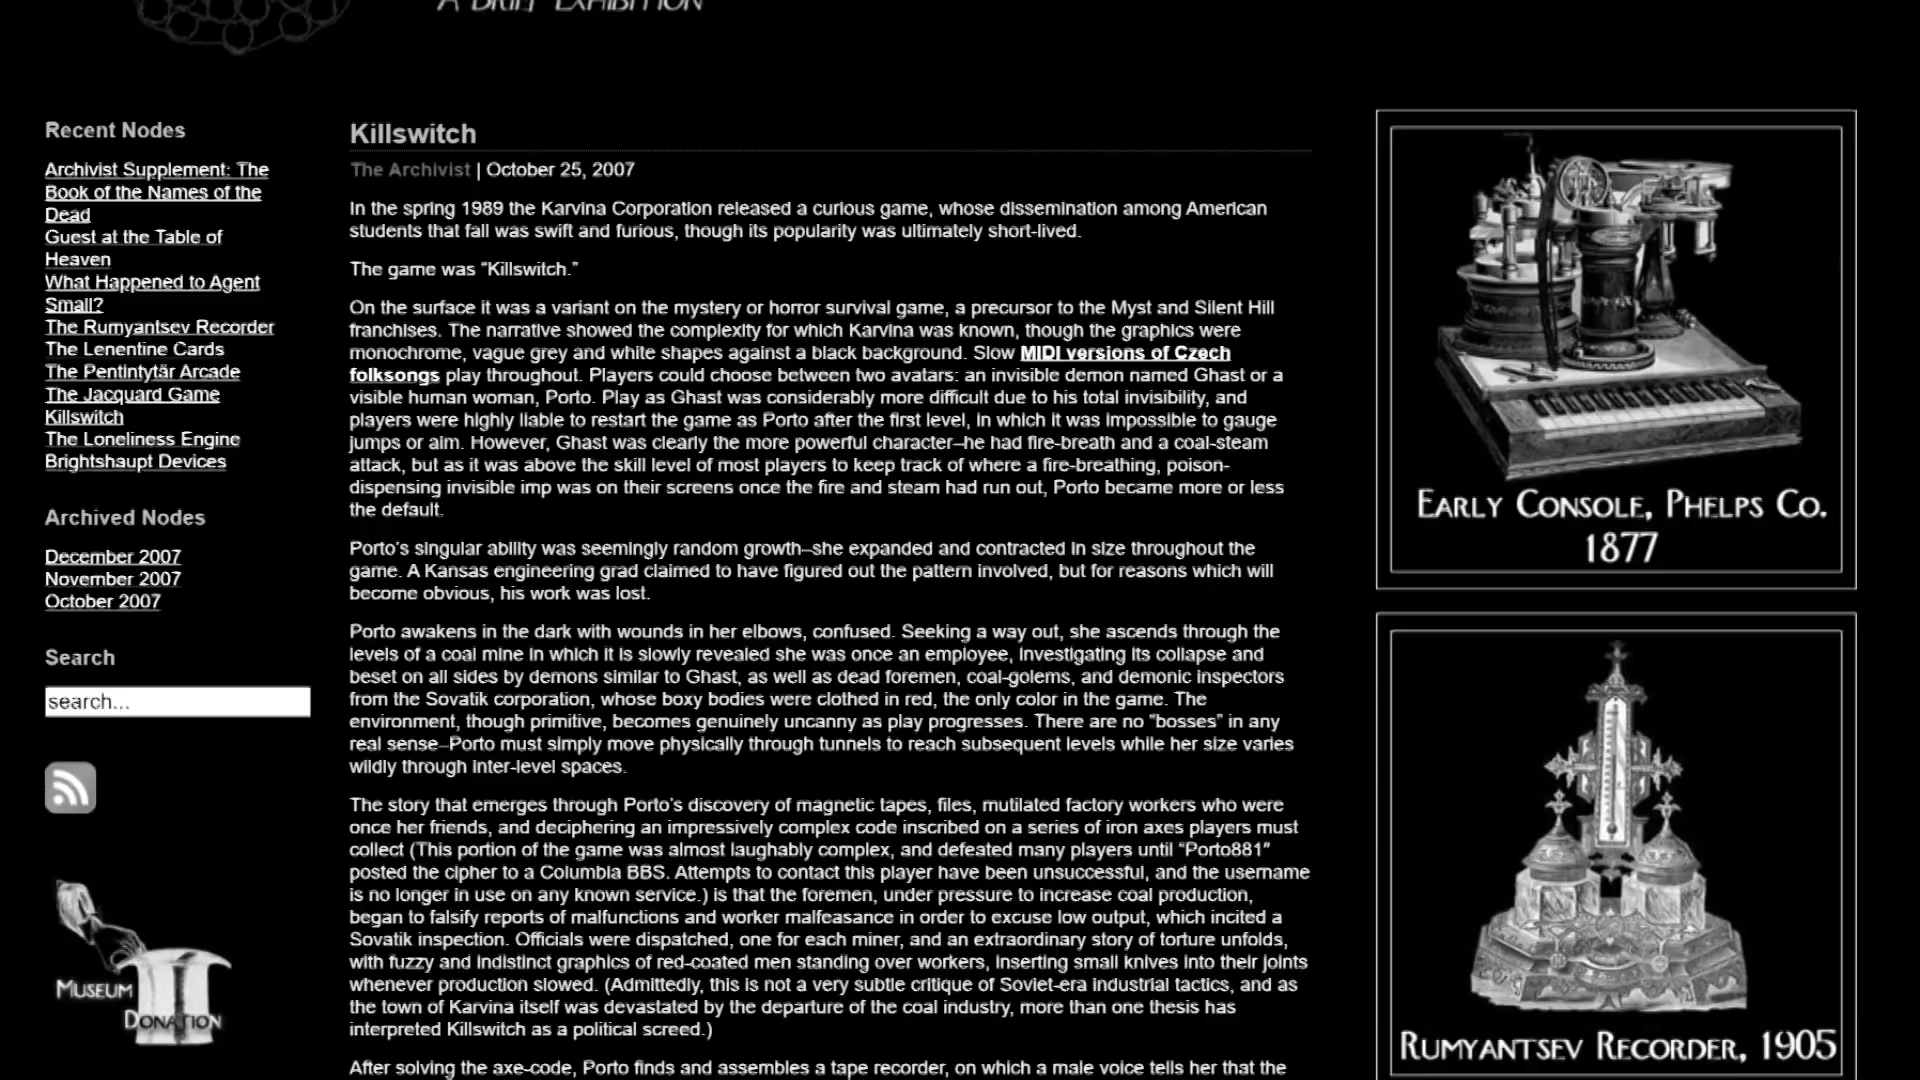 A BRIEF EXHIBITION
Recent Nodes
Archivist Supplement: The
Book of the Names of the
Dead
Guest at the Table of
Heaven
What Happened to Agent
Small?
The Rumyantsev Recorder
The Lenentine Cards
The Pentintytär Arcade
The Jacquard Game
Killswitch
The Loneliness Engine
Brightshaupt Devices
Archived Nodes
December 2007
November 2007
October 2007
Search
search...
MUSEUM
DONATION
Killswitch
The Archivist | October 25, 2007
In the spring 1989 the Karvina Corporation released a curious game, whose dissemination among American
students that fall was swift and furious, though its popularity was ultimately short-lived.
The game was “Killswitch.”
On the surface it was a variant on the mystery or horror survival game, a precursor to the Myst and Silent Hill
franchises. The narrative showed the complexity for which Karvina was known, though the graphics were
monochrome, vague grey and white shapes against a black background. Slow MIDI versions of Czech
folksongs play throughout. Players could choose between two avatars: an invisible demon named Ghast or a
visible human woman, Porto. Play as Ghast was considerably more difficult due to his total invisibility, and
players were highly liable to restart the game as Porto after the first level, in which it was impossible to gauge
jumps or aim. However, Ghast was clearly the more powerful character–he had fire-breath and a coal-steam
attack, but as it was above the skill level of most players to keep track of where a fire-breathing, poison-
dispensing invisible imp was on their screens once the fire and steam had run out, Porto became more or less
the default.
Porto’s singular ability was seemingly random growth–she expanded and contracted in size throughout the
game. A Kansas engineering grad claimed to have figured out the pattern involved, but for reasons which will
become obvious, his work was lost.
Porto awakens in the dark with wounds in her elbows, confused. Seeking a way out, she ascends through the
levels of a coal mine in which it is slowly revealed she was once an employee, investigating its collapse and
beset on all sides by demons similar to Ghast, as well as dead foremen, coal-golems, and demonic inspectors
from the Sovatik corporation, whose boxy bodies were clothed in red, the only color in the game. The
environment, though primitive, becomes genuinely uncanny as play progresses. There are no “bosses” in any
real sense–Porto must simply move physically through tunnels to reach subsequent levels while her size varies
wildly through inter-level spaces.
The story that emerges through Porto’s discovery of magnetic tapes, files, mutilated factory workers who were
once her friends, and deciphering an impressively complex code inscribed on a series of iron axes players must
collect (This portion of the game was almost laughably complex, and defeated many players until “Porto881″
posted the cipher to a Columbia BBS. Attempts to contact this player have been unsuccessful, and the username
is no longer in use on any known service.) is that the foremen, under pressure to increase coal production,
began to falsify reports of malfunctions and worker malfeasance in order to excuse low output, which incited a
Sovatik inspection. Officials were dispatched, one for each miner, and an extraordinary story of torture unfolds,
with fuzzy and indistinct graphics of red-coated men standing over workers, inserting small knives into their joints
whenever production slowed. (Admittedly, this is not a very subtle critique of Soviet-era industrial tactics, and as
the town of Karvina itself was devastated by the departure of the coal industry, more than one thesis has
interpreted Killswitch as a political screed.)
After solving the axe-code, Porto finds and assembles a tape recorder, on which a male voice tells her that the
EARLY CONSOLE, PHELPS CO.
1877
RUMYANTSEV RECORDER, 1905